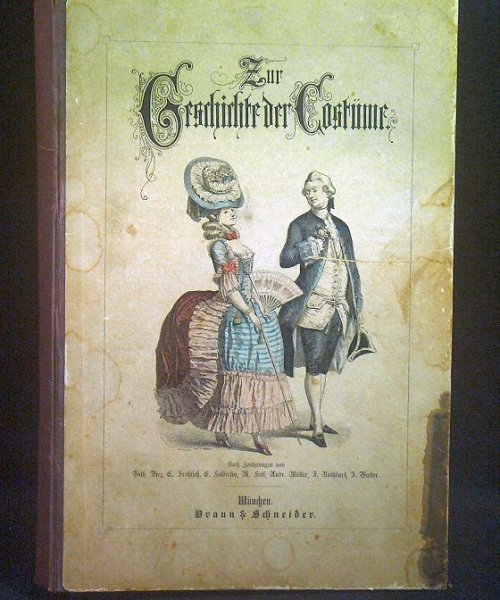 Zur
Geschichte der Costüme.
Nach Zeichnungen von
Wilh. Diez, C. Fröhlich, C. Häberlin, M. Heil, Andr. Müller, F. Rothbart, J. Watter.
München.
Braun & Schneider.